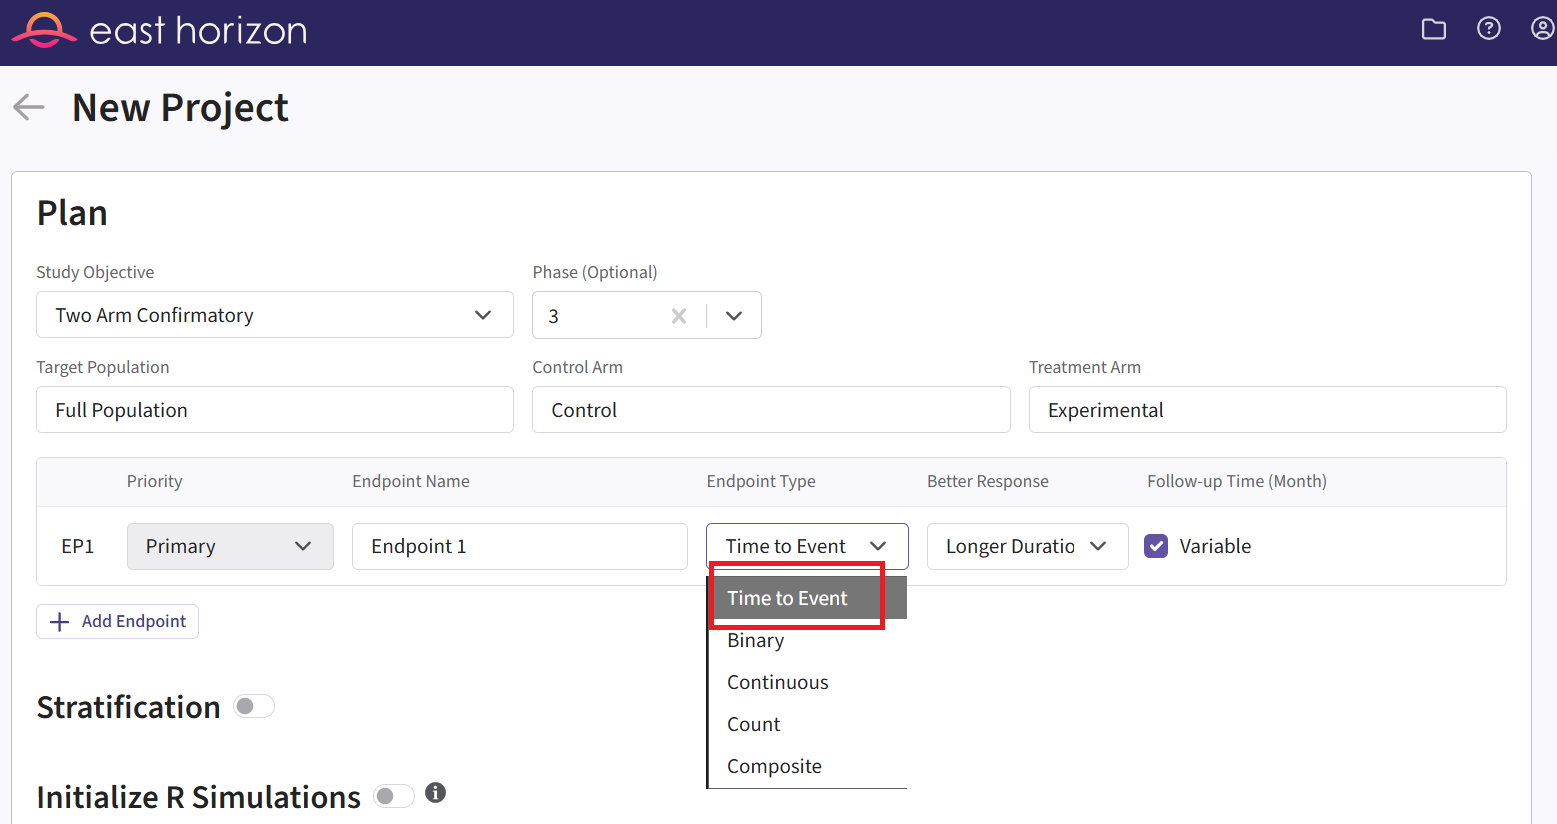 east horizon
New Project
Plan
Study Objective
Phase (Optional)
Two Arm Confirmatory
3
Target Population
Control Arm
Treatment Arm
Full Population
Control
Experimental
Priority
Endpoint Name
Endpoint Type
Better Response
Follow-up Time (Month)
EP1
Primary
Endpoint 1
Time to Event
Longer Duratio
Variable
Time to Event
Binary
Continuous
Count
Composite
Add Endpoint
Stratification
Initialize R Simulations